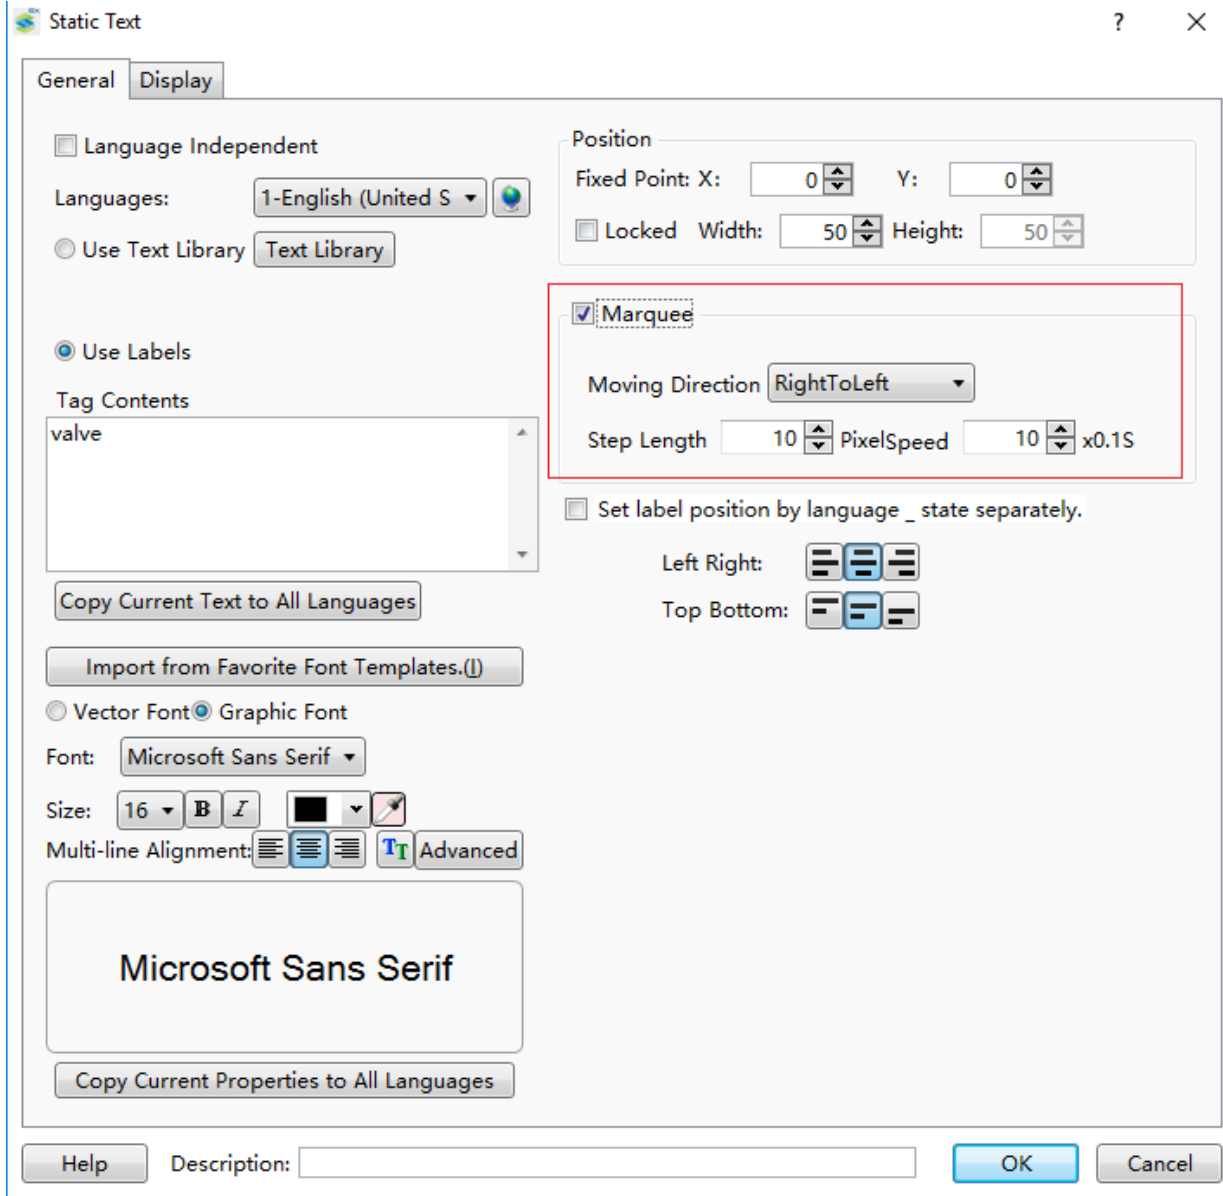 Static Text
?
General
Display
Language Independent
Languages:
1-English (United S
Use Text Library
Text Library
Use Labels
Tag Contents
valve
Copy Current Text to All Languages
Import from Favorite Font Templates.(I)
Vector Font
Graphic Font
Font:
Microsoft Sans Serif
Size:
16
B
I
Multi-line Alignment:
TT
Advanced
Microsoft Sans Serif
Copy Current Properties to All Languages
Position
Fixed Point: X:
0
Y:
0
Locked
Width:
50
Height:
50
Marquee
Moving Direction
RightToLeft
Step Length
10
Pixel
Speed
10
x0.1S
Set label position by language _ state separately.
Left Right:
Top Bottom:
Help
Description:
OK
Cancel